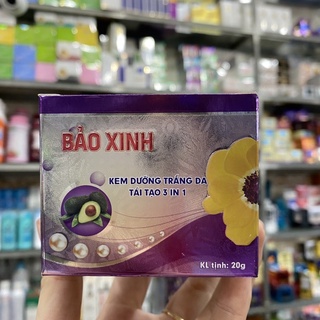 BẢO XINH
KEM DƯỠNG TRẮNG DA
TÁI TẠO 3 IN 1
KL tịnh: 20g